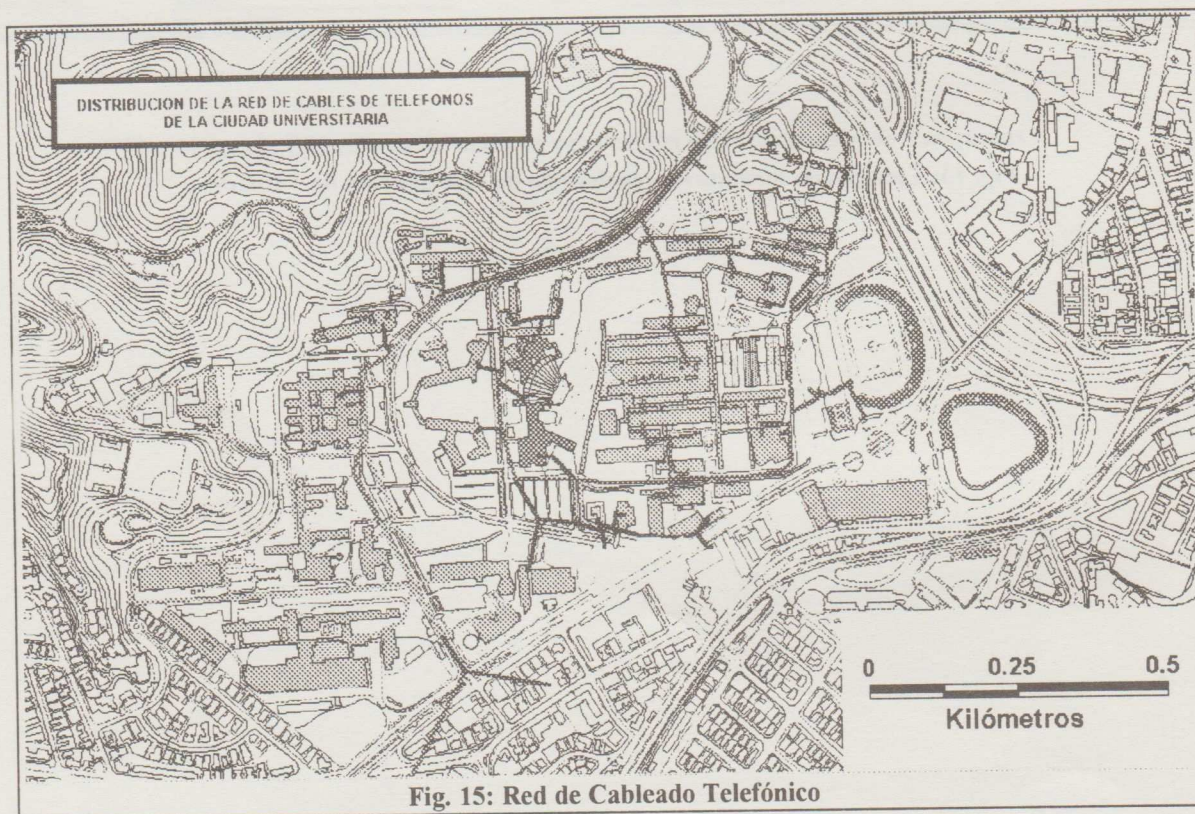 DISTRIBUCION DE LA RED DE CABLES DE TELEFONOS
DE LA CIUDAD UNIVERSITARIA
0 0.25 0.5
Kilómetros
Fig. 15: Red de Cableado Telefónico